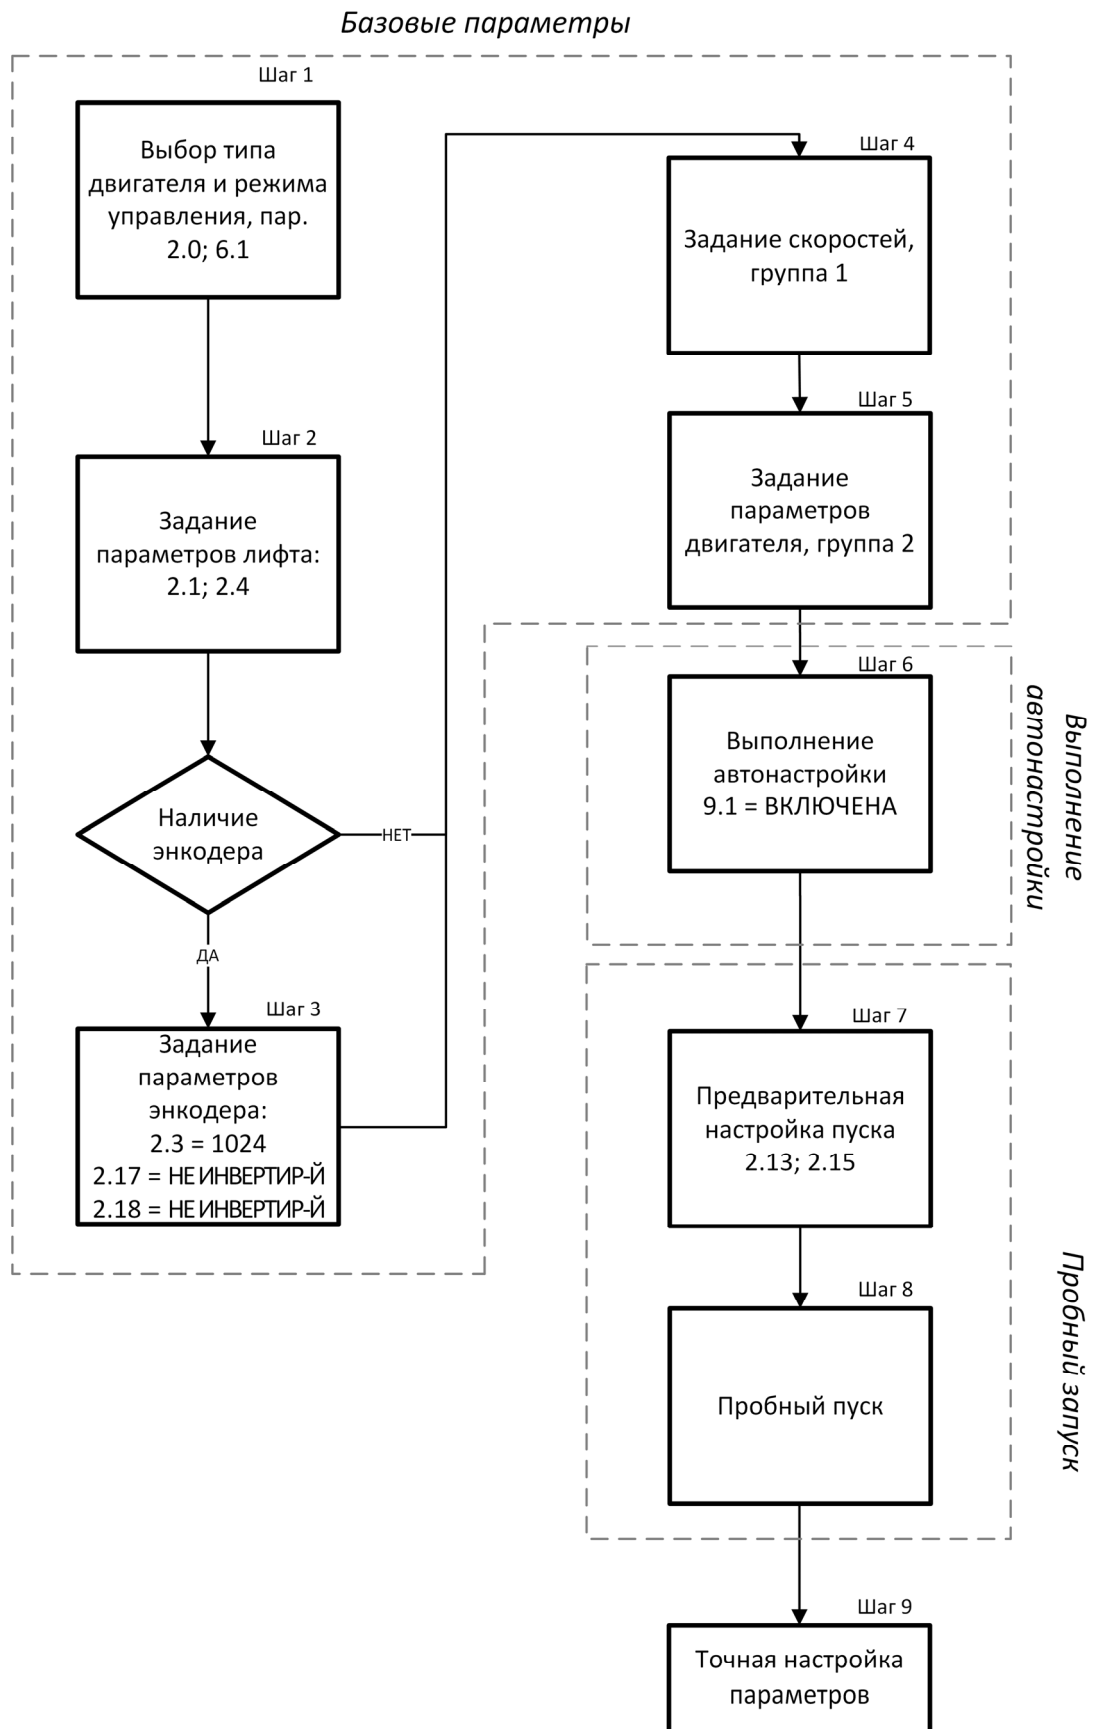 Базовые параметры
Шаг 1
Выбор типа
двигателя и режима
управления, пар.
2.0; 6.1
Шаг 2
Задание
параметров лифта:
2.1; 2.4
Наличие
энкодера
НЕТ
ДА
Шаг 3
Задание
параметров
энкодера:
2.3 = 1024
2.17 = НЕ ИНВЕРТИР-Й
2.18 = НЕ ИНВЕРТИР-Й
Шаг 4
Задание скоростей,
группа 1
Шаг 5
Задание
параметров
двигателя, группа 2
Выполнение
автонастройки
Шаг 6
Выполнение
автонастройки
9.1 = ВКЛЮЧЕНА
Пробный запуск
Шаг 7
Предварительная
настройка пуска
2.13; 2.15
Шаг 8
Пробный пуск
Шаг 9
Точная настройка
параметров